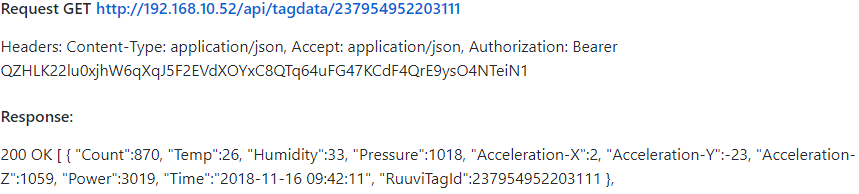 Request GET http://192.168.10.52/api/tagdata/237954952203111
Headers: Content-Type: application/json, Accept: application/json, Authorization: Bearer
QZHLK22lu0xjhW6qXqJ5F2EVdXOYxC8QTq64uFG47KCdF4QrE9ysO4NTeiN1
Response:
200 OK [ { "Count":870, "Temp":26, "Humidity":33, "Pressure":1018, "Acceleration-X":2, "Acceleration-Y":-23, "Acceleration-
Z":1059, "Power":3019, "Time":"2018-11-16 09:42:11", "RuuviTagId":237954952203111 },